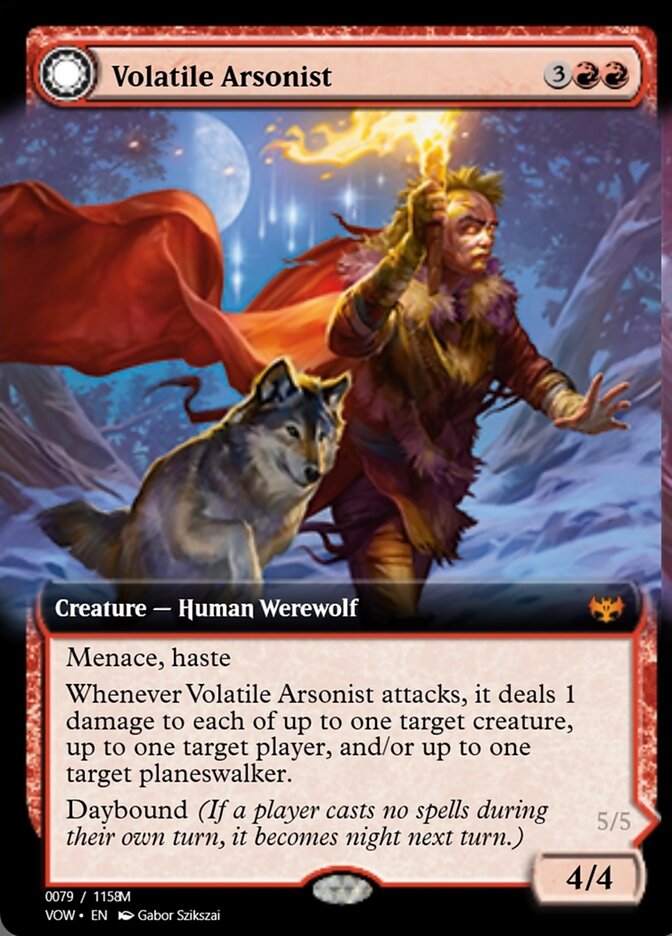 Volatile Arsonist 3
Creature — Human Werewolf
Menace, haste
Whenever Volatile Arsonist attacks, it deals 1
damage to each of up to one target creature,
up to one target player, and/or up to one
target planeswalker.
Daybound (If a player casts no spells during
their own turn, it becomes night next turn.)
5/5
4/4
0079 / 1158M
VOW • EN Gabor Szikszai